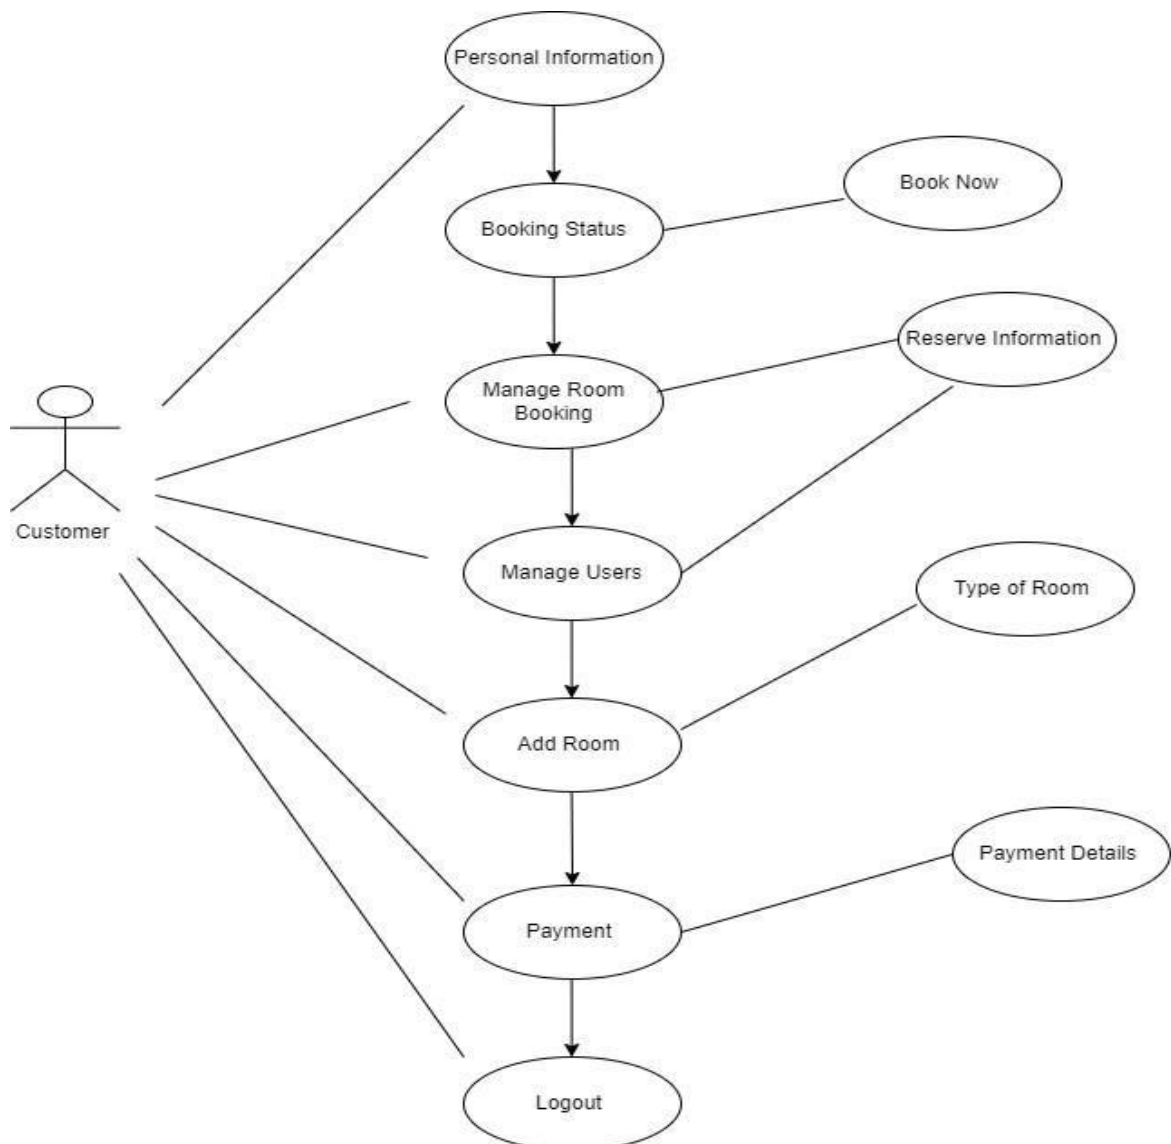 Personal Information
Book Now
Booking Status
Reserve Information
Manage Room
Booking
Customer
Manage Users
Type of Room
Add Room
Payment Details
Payment
Logout